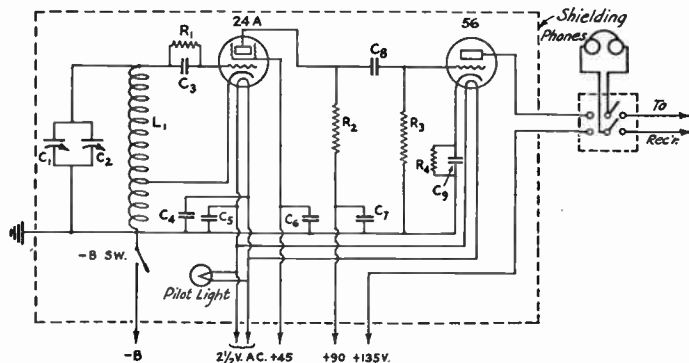 24A
56
Shielding
Phones
R1
C3
C8
L1
C1
C2
R2
R3
R4
C9
To
Rec'r.
C4
C5
C6
C7
-B SW.
Pilot Light
-B
2½V. A.C. +45
+90 +135V.